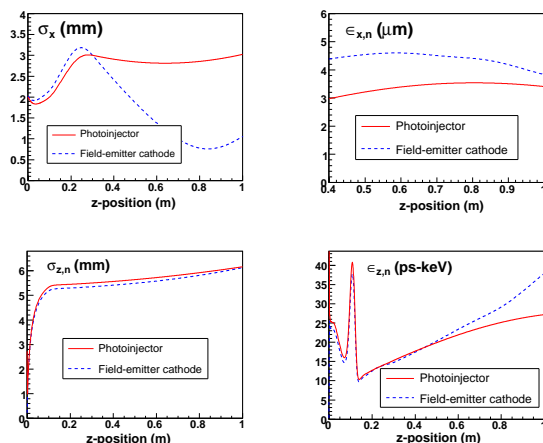 σx (mm)
4
3.5
3
2.5
2
1.5
1
0.5
0
Photoinjector
Field-emitter cathode
0 0.2 0.4 0.6 0.8 1
z-position (m)
∈x,n (μm)
6
5
4
3
2
1
0
Photoinjector
Field-emitter cathode
0.4 0.5 0.6 0.7 0.8 0.9 1
z-position (m)
σz,n (mm)
6
5
4
3
2
1
0
Photoinjector
Field-emitter cathode
0 0.2 0.4 0.6 0.8 1
z-position (m)
∈z,n (ps-keV)
40
35
30
25
20
15
10
5
0
Photoinjector
Field-emitter cathode
0 0.2 0.4 0.6 0.8 1
z-position (m)